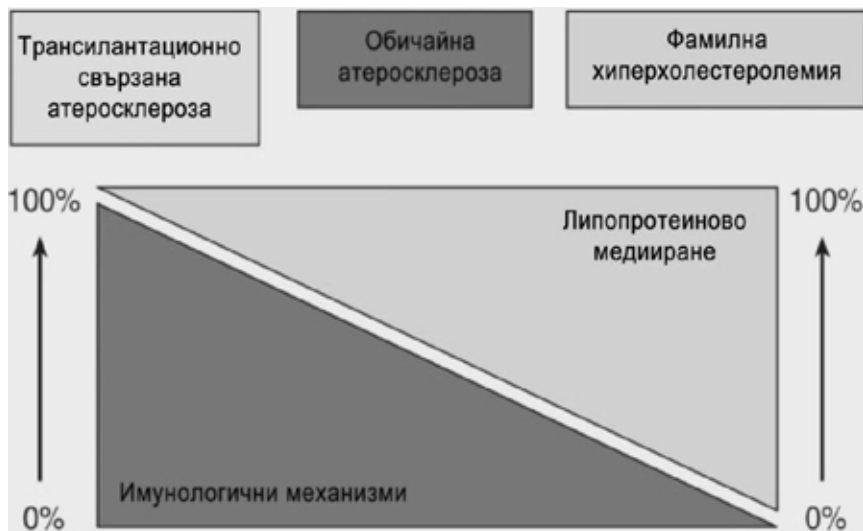 Трансилантационно
свързана
атеросклероза
Обичайна
атеросклероза
Фамилна
хиперхолестеролемия
100%
100%
Липопротеиново
медииране
Имунологични механизми
0%
0%